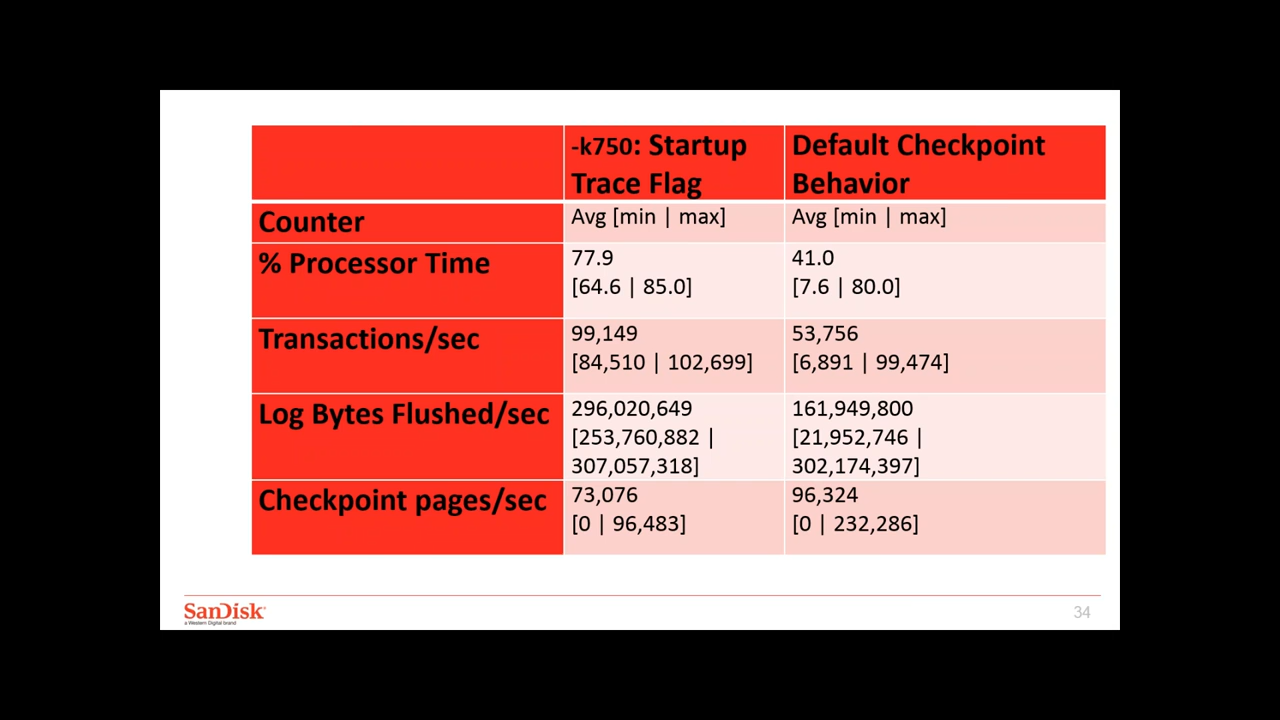 -k750: Startup
Trace Flag
Default Checkpoint
Behavior
Counter
Avg [min | max]
Avg [min | max]
% Processor Time
77.9
[64.6 | 85.0]
41.0
[7.6 | 80.0]
Transactions/sec
99,149
[84,510 | 102,699]
53,756
[6,891 | 99,474]
Log Bytes Flushed/sec
296,020,649
[253,760,882 |
307,057,318]
161,949,800
[21,952,746 |
302,174,397]
Checkpoint pages/sec
73,076
[0 | 96,483]
96,324
[0 | 232,286]
SanDisk®
a Western Digital brand
34